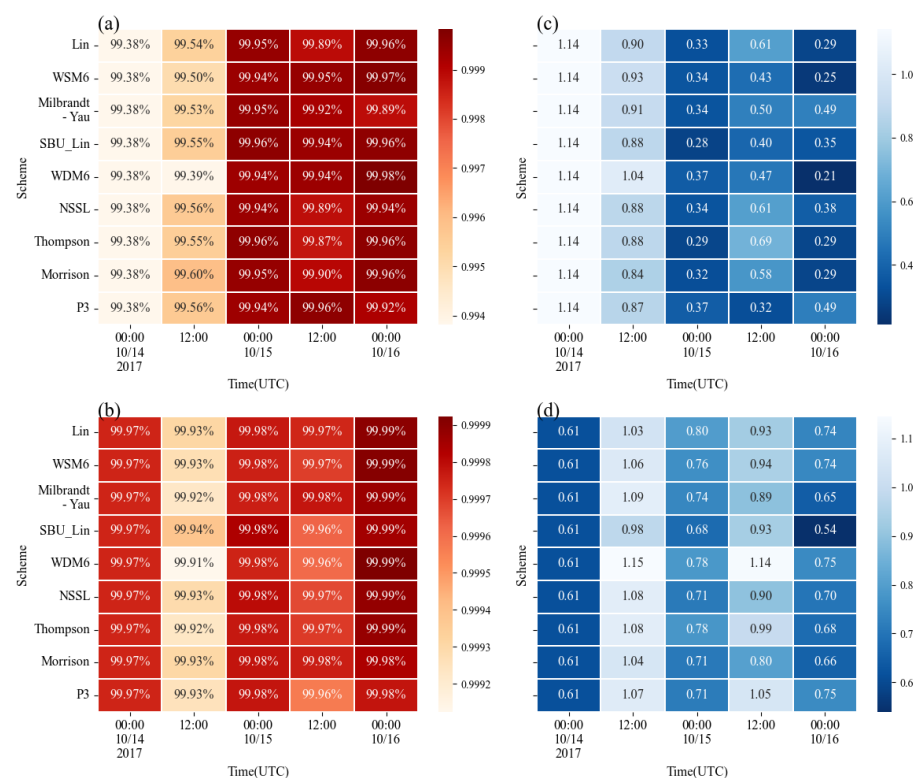 (a)
Lin 99.38% 99.54% 99.95% 99.89% 99.96%
WSM6 99.38% 99.50% 99.94% 99.95% 99.97%
Milbrandt
- Yau 99.38% 99.53% 99.95% 99.92% 99.89%
SBU_Lin 99.38% 99.55% 99.96% 99.94% 99.95%
WDM6 99.38% 99.39% 99.94% 99.94% 99.98%
NSSL 99.38% 99.56% 99.94% 99.89% 99.94%
Thompson 99.38% 99.55% 99.96% 99.87% 99.96%
Morrison 99.38% 99.60% 99.95% 99.90% 99.96%
P3 99.38% 99.56% 99.94% 99.96% 99.92%
Scheme
00:00 12:00 00:00 12:00 00:00
10/14 10/15 10/16
2017
Time(UTC)
0.999
0.998
0.997
0.996
0.995
0.994
(c)
1.14 0.90 0.33 0.61 0.29
1.14 0.93 0.34 0.43 0.25
1.14 0.91 0.34 0.50 0.49
1.14 0.88 0.28 0.40 0.35
1.14 1.04 0.37 0.47 0.21
1.14 0.88 0.34 0.61 0.38
1.14 0.88 0.29 0.69 0.29
1.14 0.84 0.32 0.58 0.29
1.14 0.87 0.37 0.32 0.49
Scheme
00:00 12:00 00:00 12:00 00:00
10/14 10/15 10/16
2017
Time(UTC)
1.0
0.8
0.6
0.4
(b)
Lin 99.97% 99.93% 99.98% 99.97% 99.99%
WSM6 99.97% 99.93% 99.98% 99.97% 99.99%
Milbrandt
- Yau 99.97% 99.92% 99.98% 99.98% 99.99%
SBU_Lin 99.97% 99.94% 99.98% 99.96% 99.99%
WDM6 99.97% 99.91% 99.98% 99.96% 99.99%
NSSL 99.97% 99.93% 99.98% 99.97% 99.99%
Thompson 99.97% 99.92% 99.98% 99.97% 99.99%
Morrison 99.97% 99.93% 99.98% 99.98% 99.98%
P3 99.97% 99.93% 99.98% 99.96% 99.98%
Scheme
00:00 12:00 00:00 12:00 00:00
10/14 10/15 10/16
2017
Time(UTC)
0.9999
0.9998
0.9997
0.9996
0.9995
0.9994
0.9993
0.9992
(d)
0.61 1.03 0.80 0.93 0.74
0.61 1.06 0.76 0.94 0.74
0.61 1.09 0.74 0.89 0.65
0.61 0.98 0.68 0.93 0.54
0.61 1.15 0.78 1.14 0.75
0.61 1.08 0.71 0.90 0.70
0.61 1.08 0.78 0.99 0.68
0.61 1.04 0.71 0.80 0.66
0.61 1.07 0.71 1.05 0.75
Scheme
00:00 12:00 00:00 12:00 00:00
10/14 10/15 10/16
2017
Time(UTC)
1.1
1.0
0.9
0.8
0.7
0.6